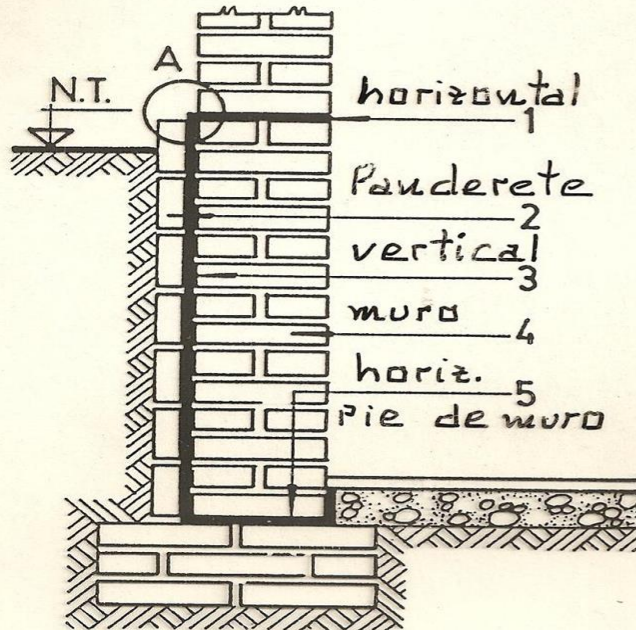 A
N.T.
horizontal
1
Panderete
2
vertical
3
muro
4
horiz.
5
Pie de muro